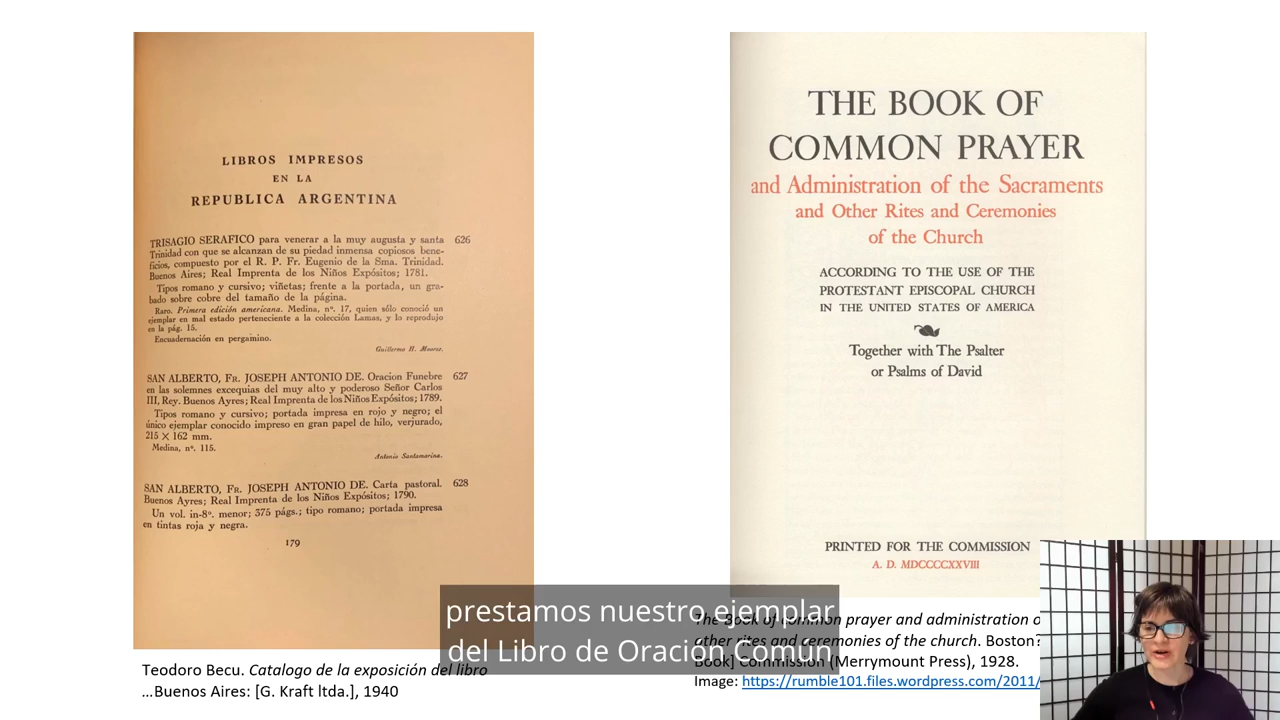 LIBROS IMPRESOS
EN LA
REPUBLICA ARGENTINA
TRISAGIO SERAFICO para venerar a la muy augusta y santa 626
Trinidad con que se alcanzan de su piedad inmensa copiosos bene-
ficios, compuesto por el R. P. Fr. Eugenio de la Sma. Trinidad.
Buenos Aires; Real Imprenta de los Niños Expósitos; 1781.
Tipos romano y cursivo; viñetas; frente a la portada, un gra-
bado sobre cobre del tamaño de la página.
Raro. Primera edición americana. Medina, nº. 17, quien sólo conoció un
ejemplar en mal estado perteneciente a la colección Lamas, y lo reprodujo
en la pág. 15.
Encuadernación en pergamino.
Guillermo H. Moores.
SAN ALBERTO, FR. JOSEPH ANTONIO DE. Oracion Funebre 627
en las solemnes excequias del muy alto y poderoso Señor Carlos
III, Rey. Buenos Ayres; Real Imprenta de los Niños Expósitos; 1789.
Tipos romano y cursivo; portada impresa en rojo y negro; el
único ejemplar conocido impreso en gran papel de hilo, verjurado,
215 X 162 mm.
Medina, nº. 115.
Antonio Santamarina.
SAN ALBERTO, FR. JOSEPH ANTONIO DE. Carta pastoral. 628
Buenos Ayres; Real Imprenta de los Niños Expósitos; 1790.
Un vol. in-8º. menor; 375 págs.; tipo romano; portada impresa
en tintas roja y negra.
179
Teodoro Becu. Catalogo de la exposición del libro
...Buenos Aires: [G. Kraft ltda.], 1940
THE BOOK OF
COMMON PRAYER
and Administration of the Sacraments
and Other Rites and Ceremonies
of the Church
ACCORDING TO THE USE OF THE
PROTESTANT EPISCOPAL CHURCH
IN THE UNITED STATES OF AMERICA
Together with The Psalter
or Psalms of David
PRINTED FOR THE COMMISSION
A. D. MDCCCCXXVIII
The Book of common prayer and administration o
other rites and ceremonies of the church. Boston?
Book] Commission (Merrymount Press), 1928.
Image: https://rumble101.files.wordpress.com/2011/
prestamos nuestro ejemplar
del Libro de Oración Común